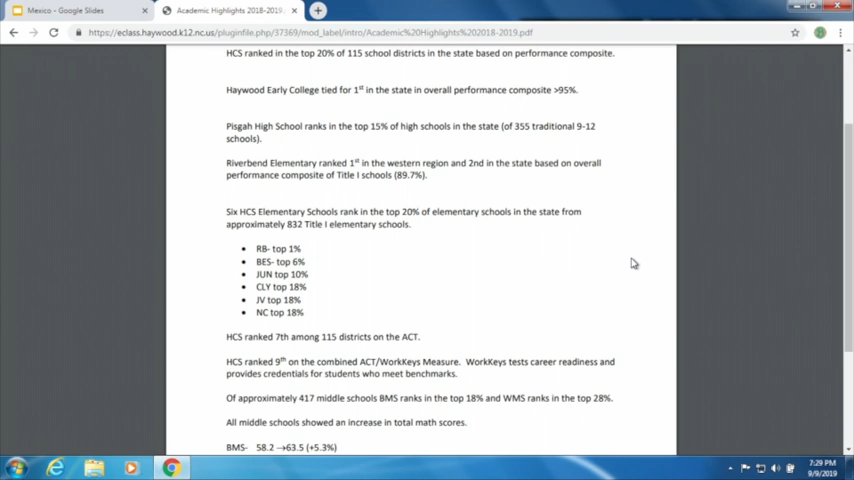 Mexico - Google Slides
Academic Highlights 2018-2019.
https://eclass.haywood.k12.nc.us/pluginfile.php/37369/mod_label/intro/Academic%20Highlights%202018-2019.pdf
HCS ranked in the top 20% of 115 school districts in the state based on performance composite.
Haywood Early College tied for 1st in the state in overall performance composite >95%.
Pisgah High School ranks in the top 15% of high schools in the state (of 355 traditional 9-12
schools).
Riverbend Elementary ranked 1st in the western region and 2nd in the state based on overall
performance composite of Title I schools (89.7%).
Six HCS Elementary Schools rank in the top 20% of elementary schools in the state from
approximately 832 Title I elementary schools.
• RB- top 1%
• BES- top 6%
• JUN top 10%
• CLY top 18%
• JV top 18%
• NC top 18%
HCS ranked 7th among 115 districts on the ACT.
HCS ranked 9th on the combined ACT/WorkKeys Measure. WorkKeys tests career readiness and
provides credentials for students who meet benchmarks.
Of approximately 417 middle schools BMS ranks in the top 18% and WMS ranks in the top 28%.
All middle schools showed an increase in total math scores.
BMS- 58.2 →63.5 (+5.3%)
7:29 PM
9/9/2019